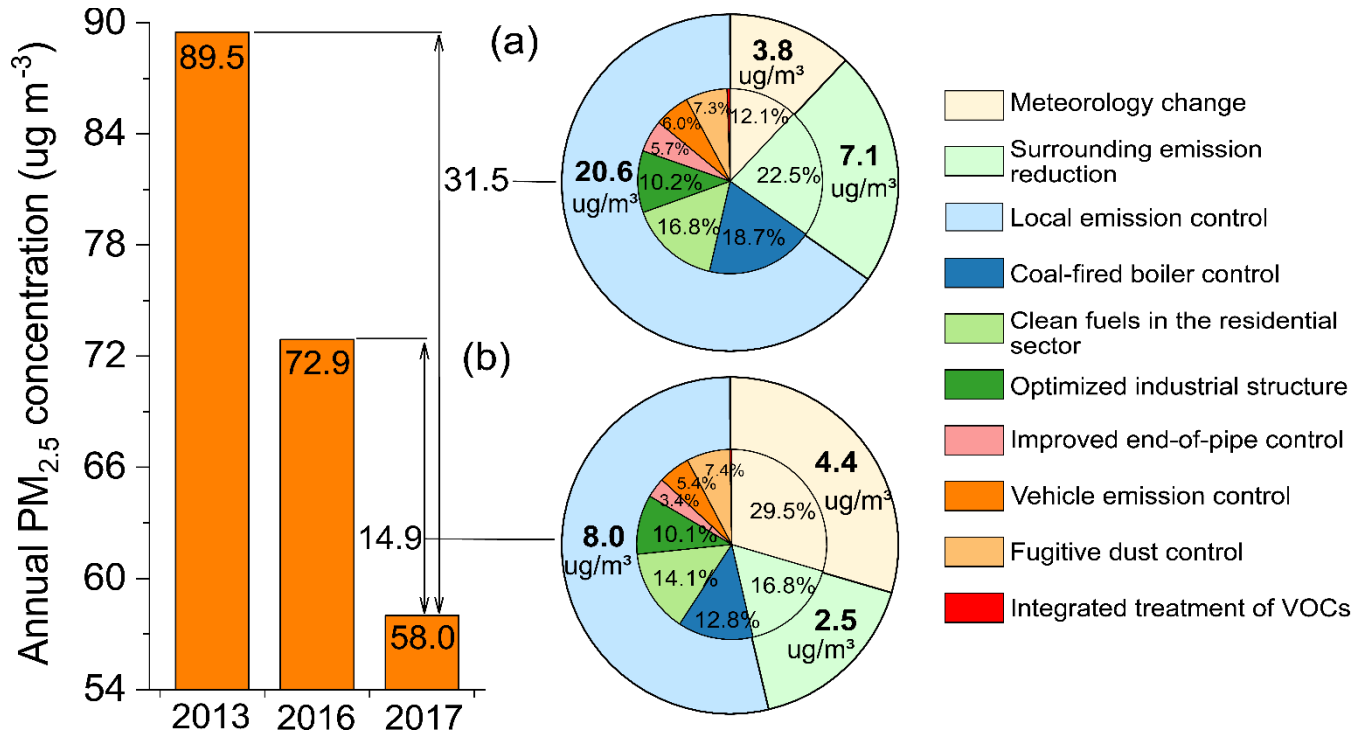 Annual PM2.5 concentration (ug m-3)
90
84
78
72
66
60
54
89.5
72.9
58.0
2013
2016
2017
31.5
14.9
(a)
3.8
ug/m³
7.1
ug/m³
20.6
ug/m³
12.1%
22.5%
18.7%
16.8%
10.2%
5.7%
6.0%
7.3%
(b)
4.4
ug/m³
2.5
ug/m³
8.0
ug/m³
29.5%
16.8%
12.8%
14.1%
10.1%
3.4%
5.4%
7.4%
Meteorology change
Surrounding emission
reduction
Local emission control
Coal-fired boiler control
Clean fuels in the residential
sector
Optimized industrial structure
Improved end-of-pipe control
Vehicle emission control
Fugitive dust control
Integrated treatment of VOCs